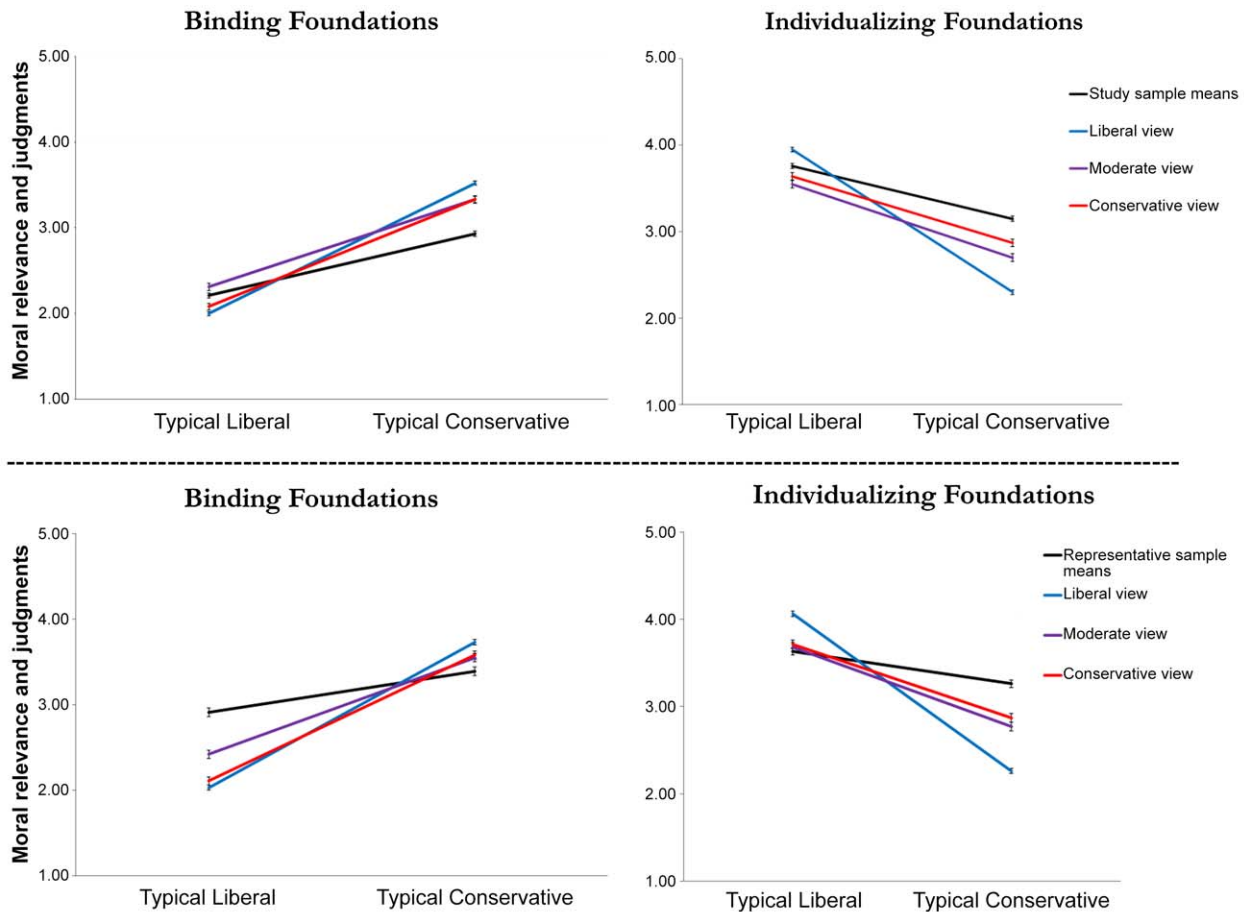 Binding Foundations
Moral relevance and judgments
5.00
4.00
3.00
2.00
1.00
Typical Liberal
Typical Conservative
Individualizing Foundations
5.00
4.00
3.00
2.00
1.00
Typical Liberal
Typical Conservative
Study sample means
Liberal view
Moderate view
Conservative view
Binding Foundations
Moral relevance and judgments
5.00
4.00
3.00
2.00
1.00
Typical Liberal
Typical Conservative
Individualizing Foundations
5.00
4.00
3.00
2.00
1.00
Typical Liberal
Typical Conservative
Representative sample
means
Liberal view
Moderate view
Conservative view